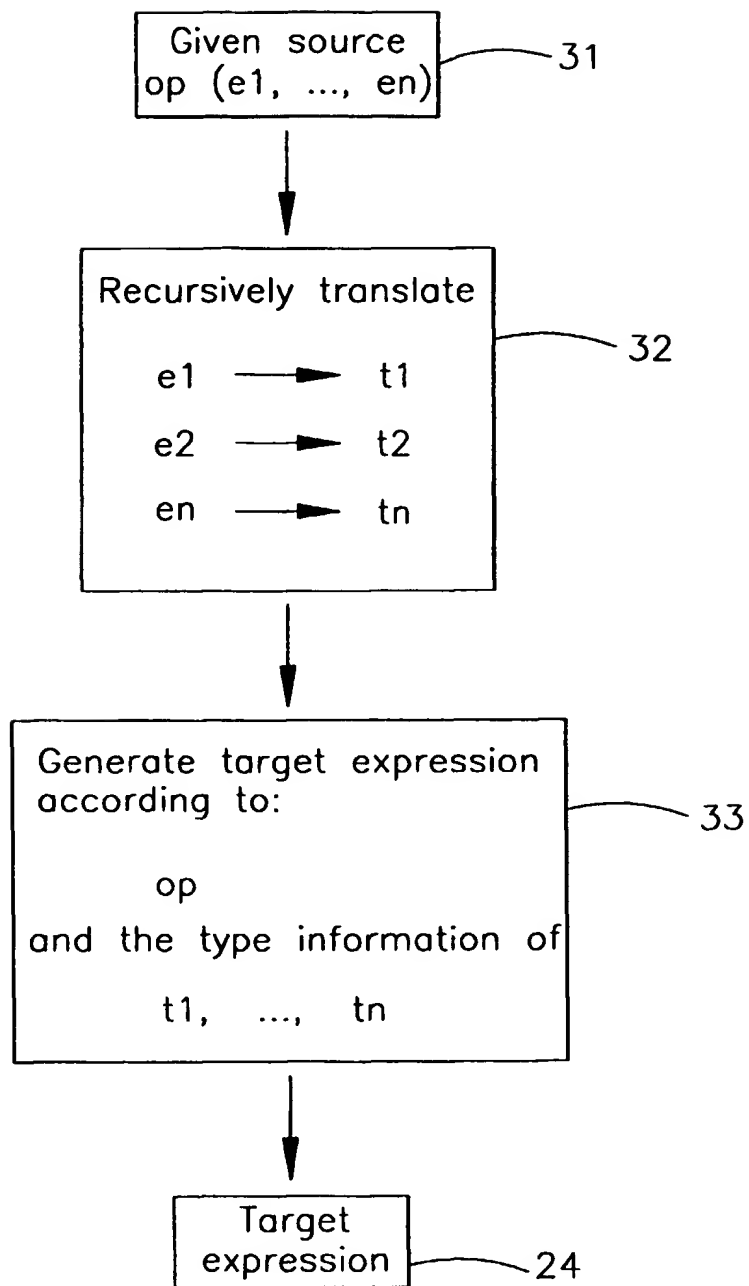 Given source
op (e1, ..., en)
31
Recursively translate
32
e1 t1
e2 t2
en tn
Generate target expression
according to:
33
op
and the type information of
t1, ..., tn
Target
expression
24